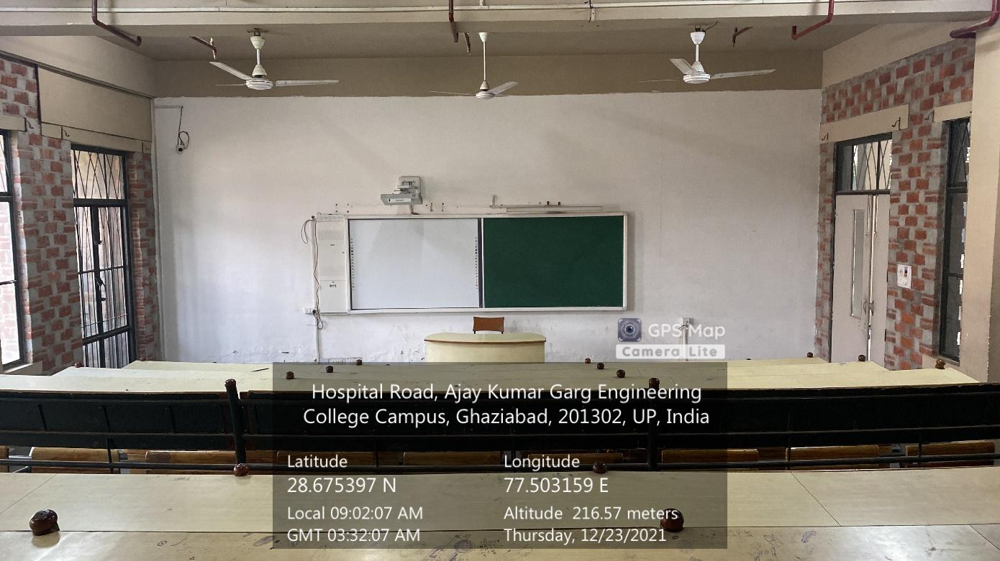 GPS Map
Camera Lite
Hospital Road, Ajay Kumar Garg Engineering
College Campus, Ghaziabad, 201302, UP, India
Latitude
28.675397 N
Longitude
77.503159 E
Local 09:02:07 AM
GMT 03:32:07 AM
Altitude 216.57 meters
Thursday, 12/23/2021